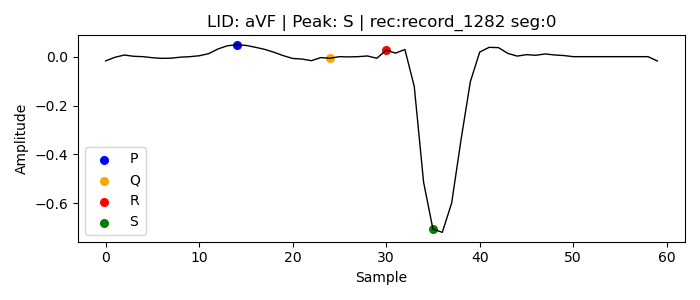 LID: aVF | Peak: S | rec:record_1282 seg:0
Amplitude
0.0
−0.2
−0.4
−0.6
P
Q
R
S
0 10 20 30 40 50 60
Sample